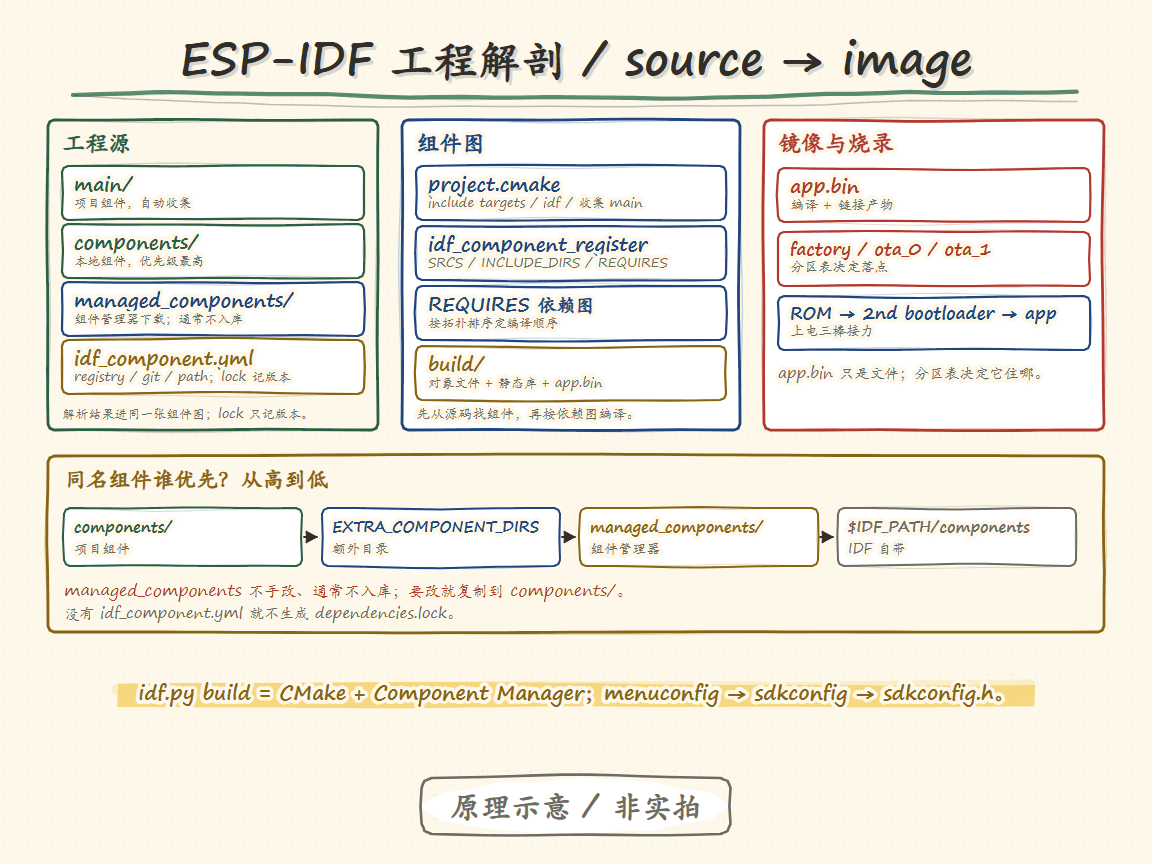 ESP-IDF 工程解剖 / source → image
工程源
main/
项目组件，自动收集
components/
本地组件，优先级最高
managed_components/
组件管理器下载；通常不入库
idf_component.yml
registry / git / path；lock 记版本
解析结果进同一张组件图；lock 只记版本。
组件图
project.cmake
include targets / idf / 收集 main
idf_component_register
SRCS / INCLUDE_DIRS / REQUIRES
REQUIRES 依赖图
按拓扑排序定编译顺序
build/
对象文件 + 静态库 + app.bin
先从源码找组件，再按依赖图编译。
镜像与烧录
app.bin
编译 + 链接产物
factory / ota_0 / ota_1
分区表决定落点
ROM → 2nd bootloader → app
上电三棒接力
app.bin 只是文件；分区表决定它住哪。
同名组件谁优先？从高到低
components/
项目组件
EXTRA_COMPONENT_DIRS
额外目录
managed_components/
组件管理器
$IDF_PATH/components
IDF 自带
managed_components 不手改、通常不入库；要改就复制到 components/。
没有 idf_component.yml 就不生成 dependencies.lock。
idf.py build = CMake + Component Manager；menuconfig → sdkconfig → sdkconfig.h。
原理示意 / 非实拍